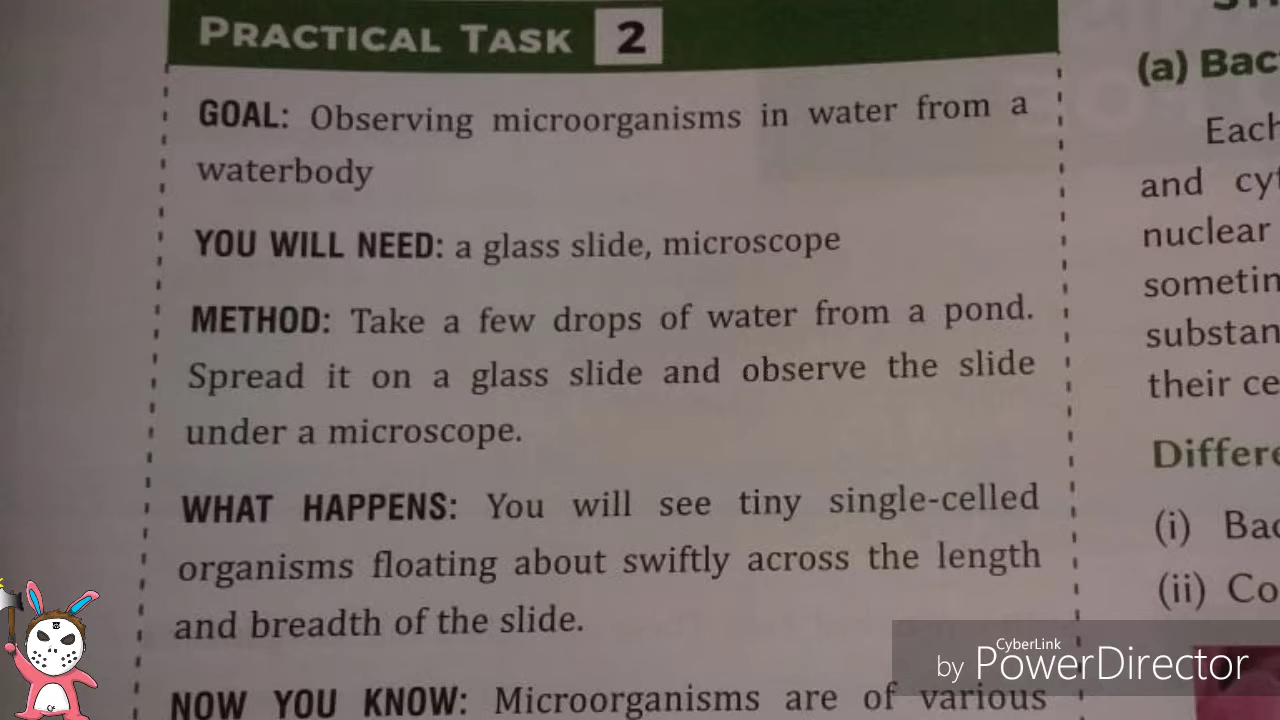 PRACTICAL TASK 2
GOAL: Observing microorganisms in water from a
waterbody
YOU WILL NEED: a glass slide, microscope
METHOD: Take a few drops of water from a pond.
Spread it on a glass slide and observe the slide
under a microscope.
WHAT HAPPENS: You will see tiny single-celled
organisms floating about swiftly across the length
and breadth of the slide.
NOW YOU KNOW: Microorganisms are of various
(a) Bac
Each
and cyt
nuclear
sometim
substan
their ce
Differe
(i) Bac
(ii) Co
by CyberLink PowerDirector